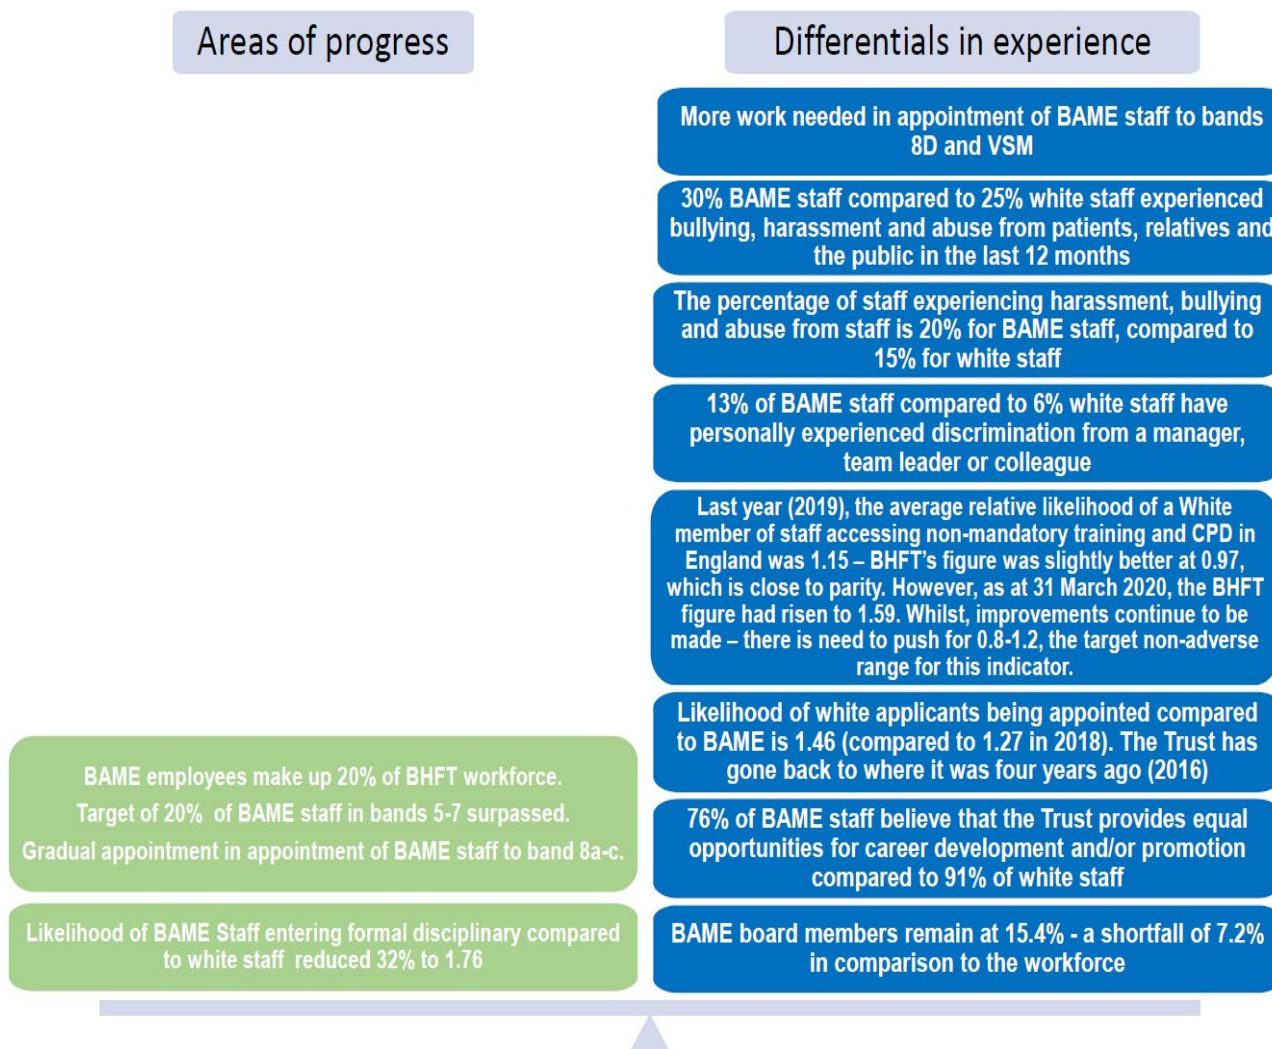 Areas of progress
BAME employees make up 20% of BHFT workforce.
Target of 20% of BAME staff in bands 5-7 surpassed.
Gradual appointment in appointment of BAME staff to band 8a-c.
Likelihood of BAME Staff entering formal disciplinary compared
to white staff reduced 32% to 1.76
Differentials in experience
More work needed in appointment of BAME staff to bands
8D and VSM
30% BAME staff compared to 25% white staff experienced
bullying, harassment and abuse from patients, relatives and
the public in the last 12 months
The percentage of staff experiencing harassment, bullying
and abuse from staff is 20% for BAME staff, compared to
15% for white staff
13% of BAME staff compared to 6% white staff have
personally experienced discrimination from a manager,
team leader or colleague
Last year (2019), the average relative likelihood of a White
member of staff accessing non-mandatory training and CPD in
England was 1.15 – BHFT's figure was slightly better at 0.97,
which is close to parity. However, as at 31 March 2020, the BHFT
figure had risen to 1.59. Whilst, improvements continue to be
made – there is need to push for 0.8-1.2, the target non-adverse
range for this indicator.
Likelihood of white applicants being appointed compared
to BAME is 1.46 (compared to 1.27 in 2018). The Trust has
gone back to where it was four years ago (2016)
76% of BAME staff believe that the Trust provides equal
opportunities for career development and/or promotion
compared to 91% of white staff
BAME board members remain at 15.4% - a shortfall of 7.2%
in comparison to the workforce